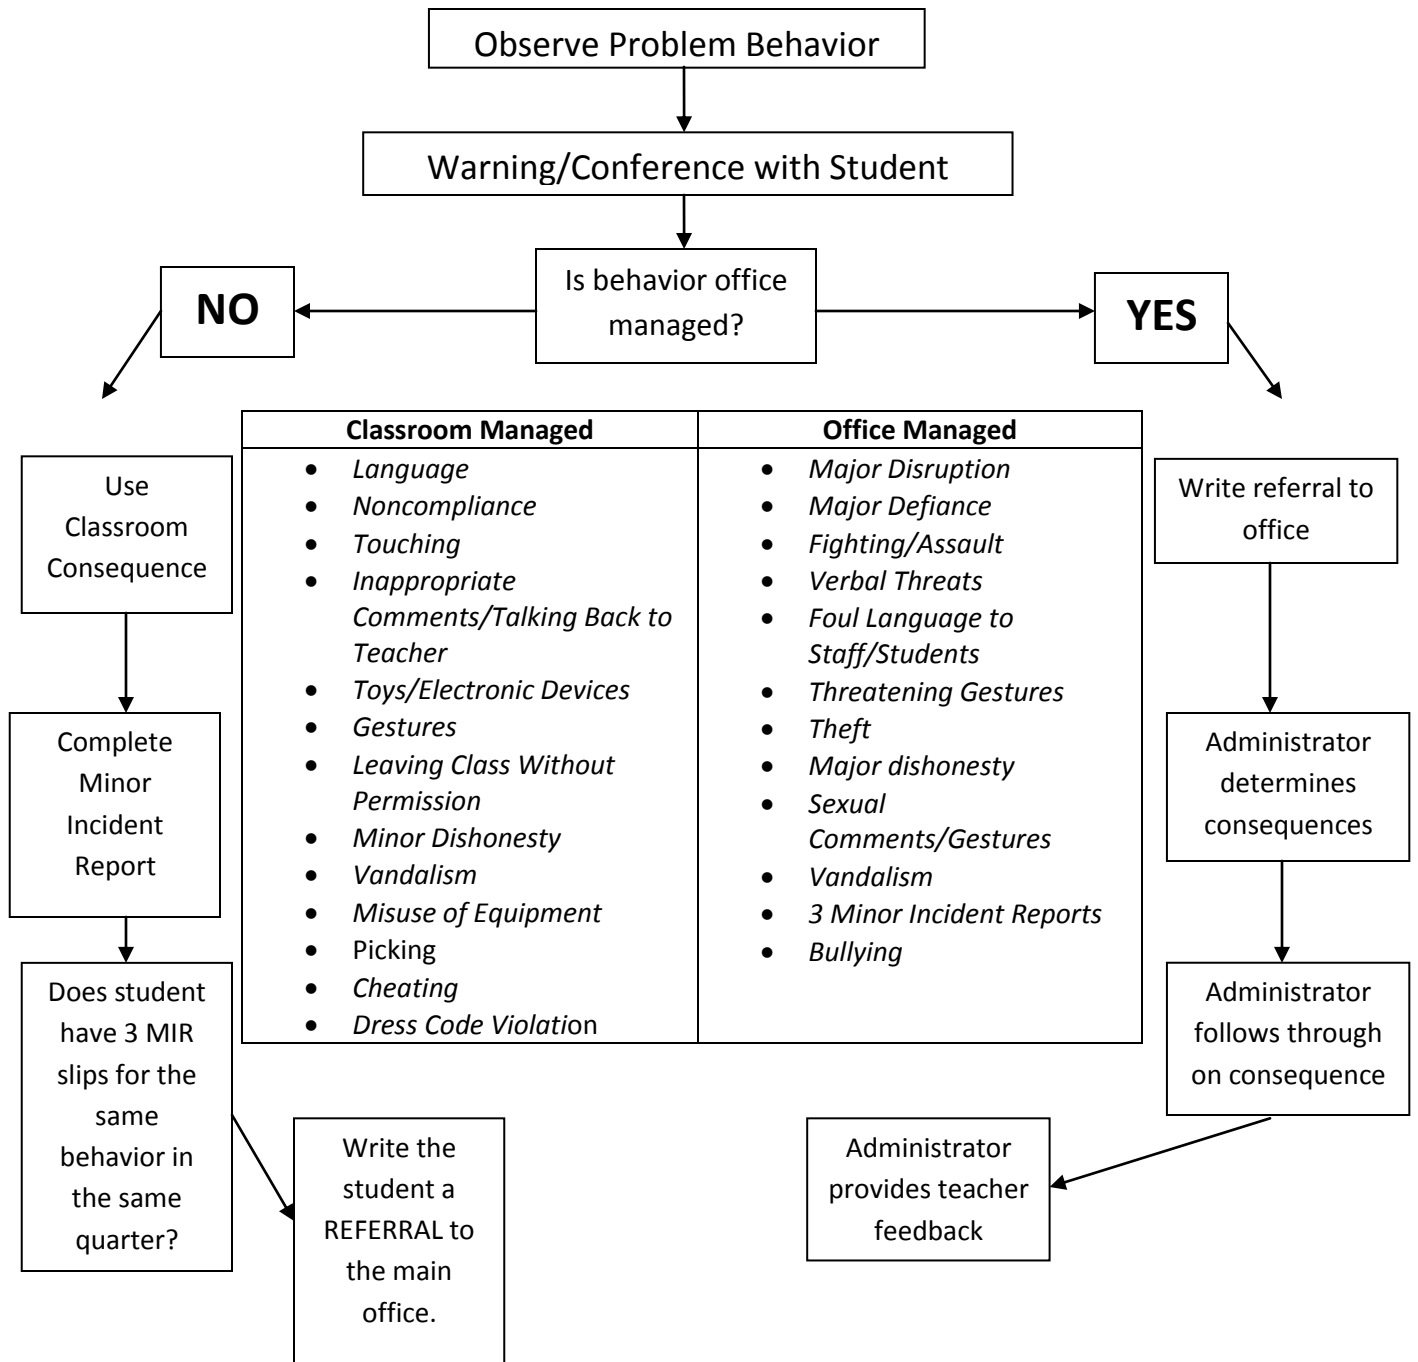 Observe Problem Behavior
Warning/Conference with Student
Is behavior office
managed?
NO
YES
Classroom Managed
Language
Noncompliance
Touching
Inappropriate
Comments/Talking Back to
Teacher
Toys/Electronic Devices
Gestures
Leaving Class Without
Permission
Minor Dishonesty
Vandalism
Misuse of Equipment
Picking
Cheating
Dress Code Violation
Office Managed
Major Disruption
Major Defiance
Fighting/Assault
Verbal Threats
Foul Language to
Staff/Students
Threatening Gestures
Theft
Major dishonesty
Sexual
Comments/Gestures
Vandalism
3 Minor Incident Reports
Bullying
Use
Classroom
Consequence
Complete
Minor
Incident
Report
Does student
have 3 MIR
slips for the
same
behavior in
the same
quarter?
Write the
student a
REFERRAL to
the main
office.
Write referral to
office
Administrator
determines
consequences
Administrator
follows through
on consequence
Administrator
provides teacher
feedback